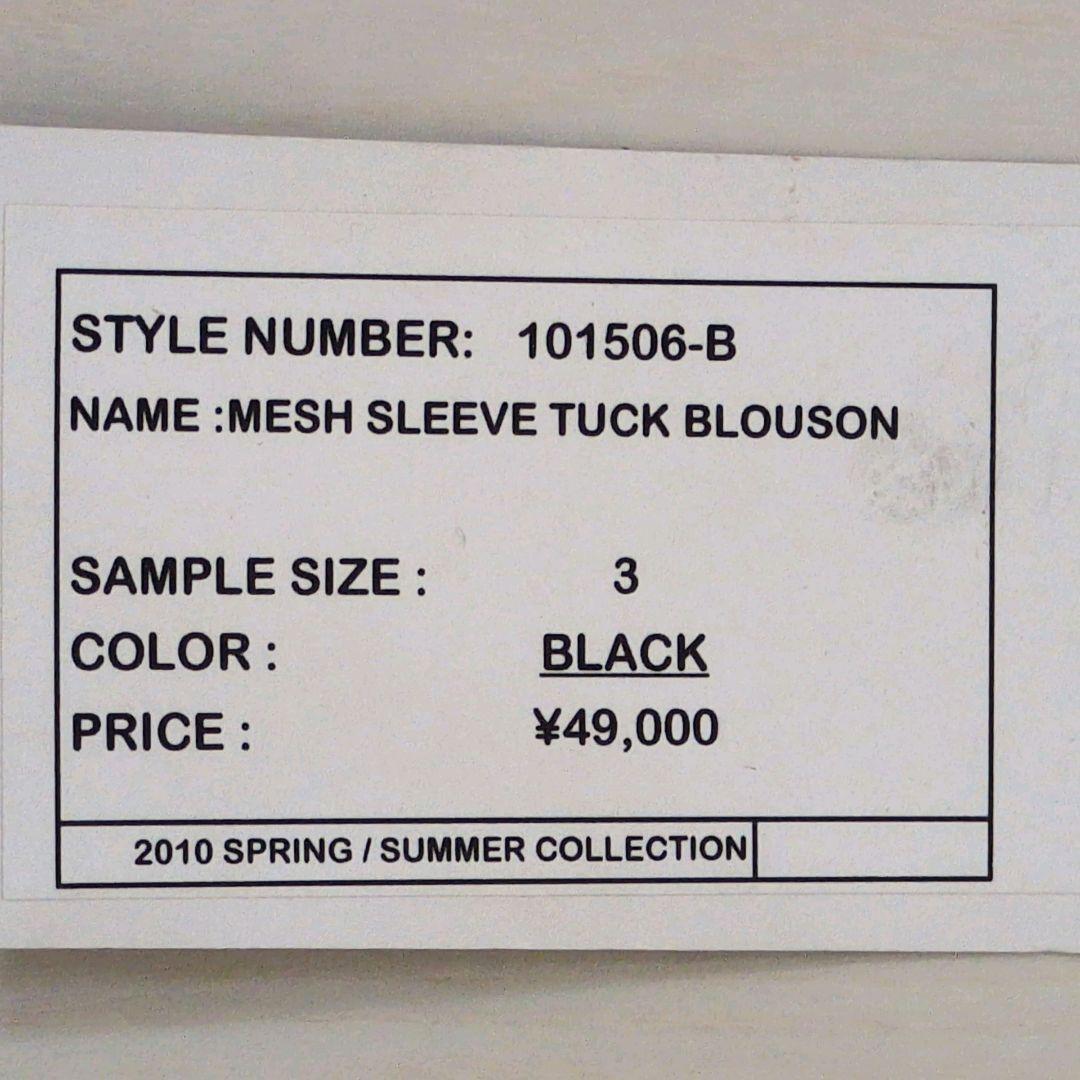 STYLE NUMBER: 101506-B
NAME :MESH SLEEVE TUCK BLOUSON
SAMPLE SIZE : 3
COLOR : BLACK
PRICE : ¥49,000
2010 SPRING / SUMMER COLLECTION